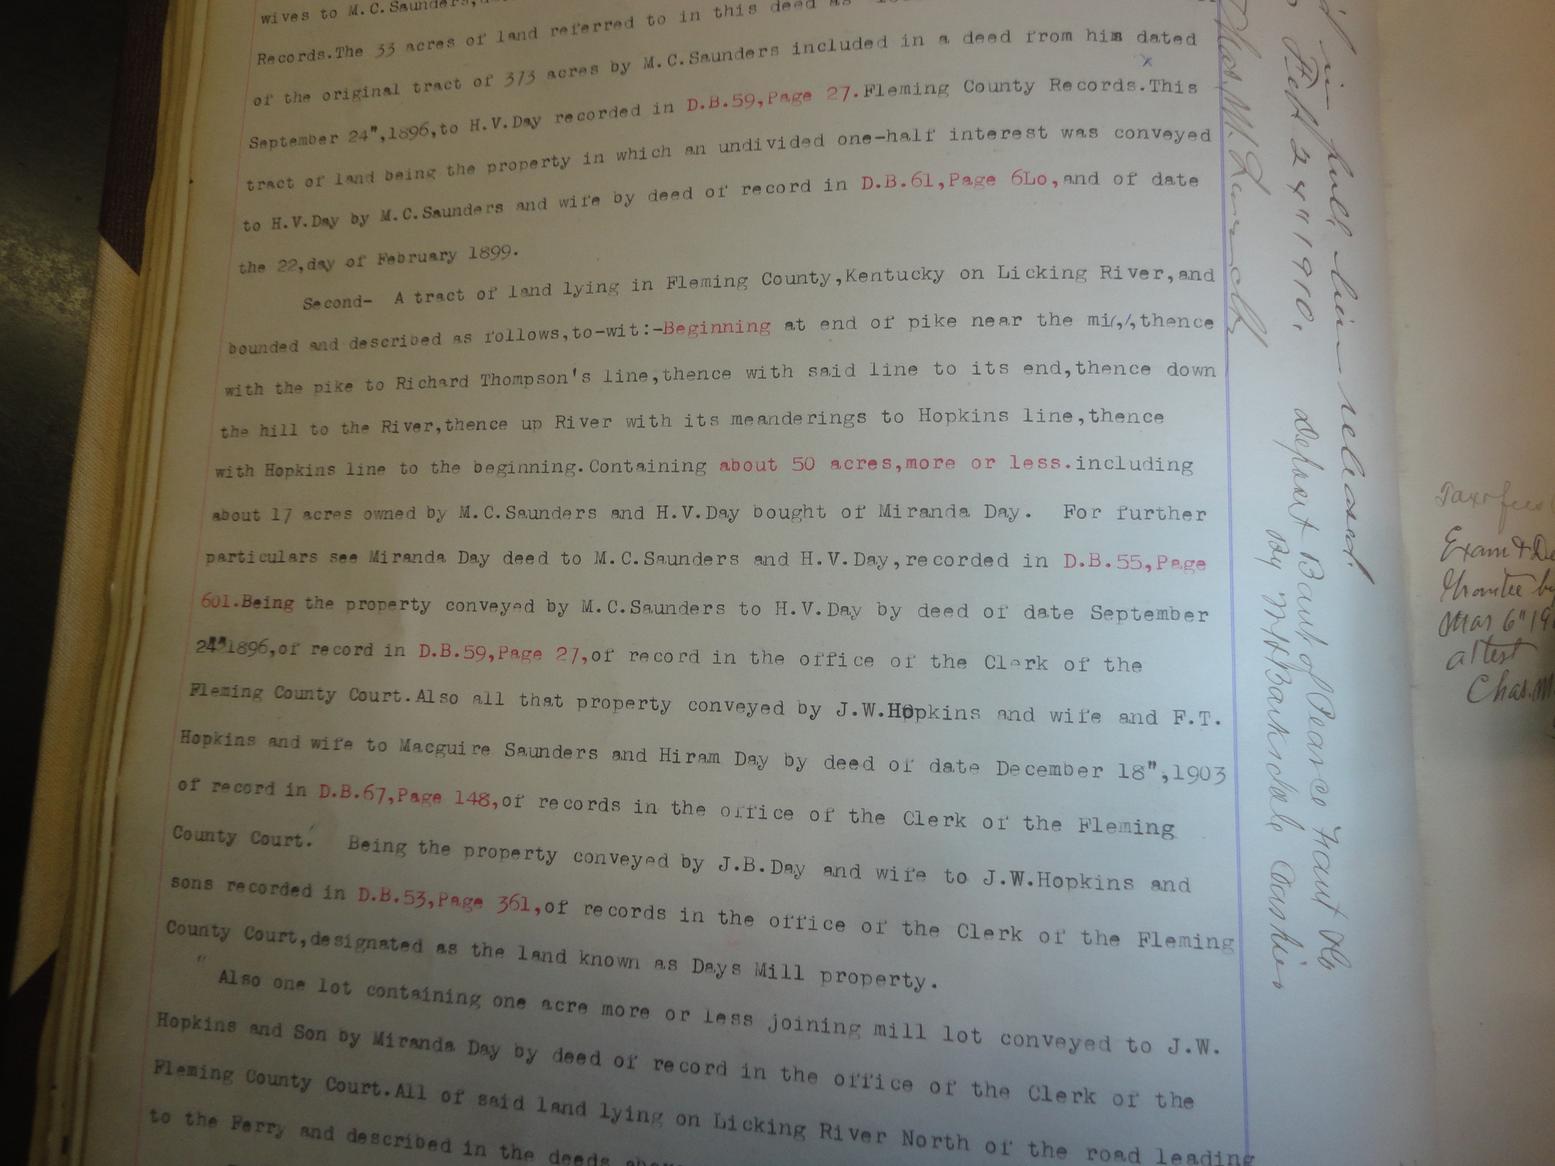 wives to M.C.Saunders,
Records.The 33 acres of land referred to in this deed as
of the original tract of 373 acres by M.C.Saunders included in a deed from him dated
September 24",1896,to H.V.Day recorded in D.B.59,Page 27.Fleming County Records.This
tract of land being the property in which an undivided one-half interest was conveyed
to H.V.Day by M.C.Saunders and wife by deed of record in D.B.61,Page 6Lo,and of date
the 22,day of February 1899.
Second- A tract of land lying in Fleming County,Kentucky on Licking River,and
bounded and described as follows,to-wit:-Beginning at end of pike near the thence
with the pike to Richard Thompson's line,thence with said line to its end,thence down
the hill to the River,thence up River with its meanderings to Hopkins line,thence
with Hopkins line to the beginning.Containing about 50 acres,more or less.including
about 17 acres owned by M.C.Saunders and H.V.Day bought of Miranda Day. For further
particulars see Miranda Day deed to M.C.Saunders and H.V.Day,recorded in D.B.55,Page
601.Being the property conveyed by M.C.Saunders to H.V.Day by deed of date September
24"1896,of record in D.B.59,Page 27,of record in the office of the Clerk of the
Fleming County Court.Also all that property conveyed by J.W.Hopkins and wife and F.T.
Hopkins and wife to Macguire Saunders and Hiram Day by deed of date December 18",1903
of record in D.B.67,Page 148,of records in the office of the Clerk of the Fleming
County Court. Being the property conveyed by J.B.Day and wife to J.W.Hopkins and
sons recorded in D.B.53,Page 361,of records in the office of the Clerk of the Fleming
County Court,designated as the land known as Days Mill property.
" Also one lot containing one acre more or less joining mill lot conveyed to J.W.
Hopkins and Son by Miranda Day by deed of record in the office of the Clerk of the
Fleming County Court.All of said land lying on Licking River North of the road leading
to the Ferry and described in the deeds
in full lien released.
Feb 24" 1910.
Deposit Bank of Pearce Fant Co
By Barksdale Cashier
Exam & De
Grantee by
Mar 6" 19
attest
Chas. M